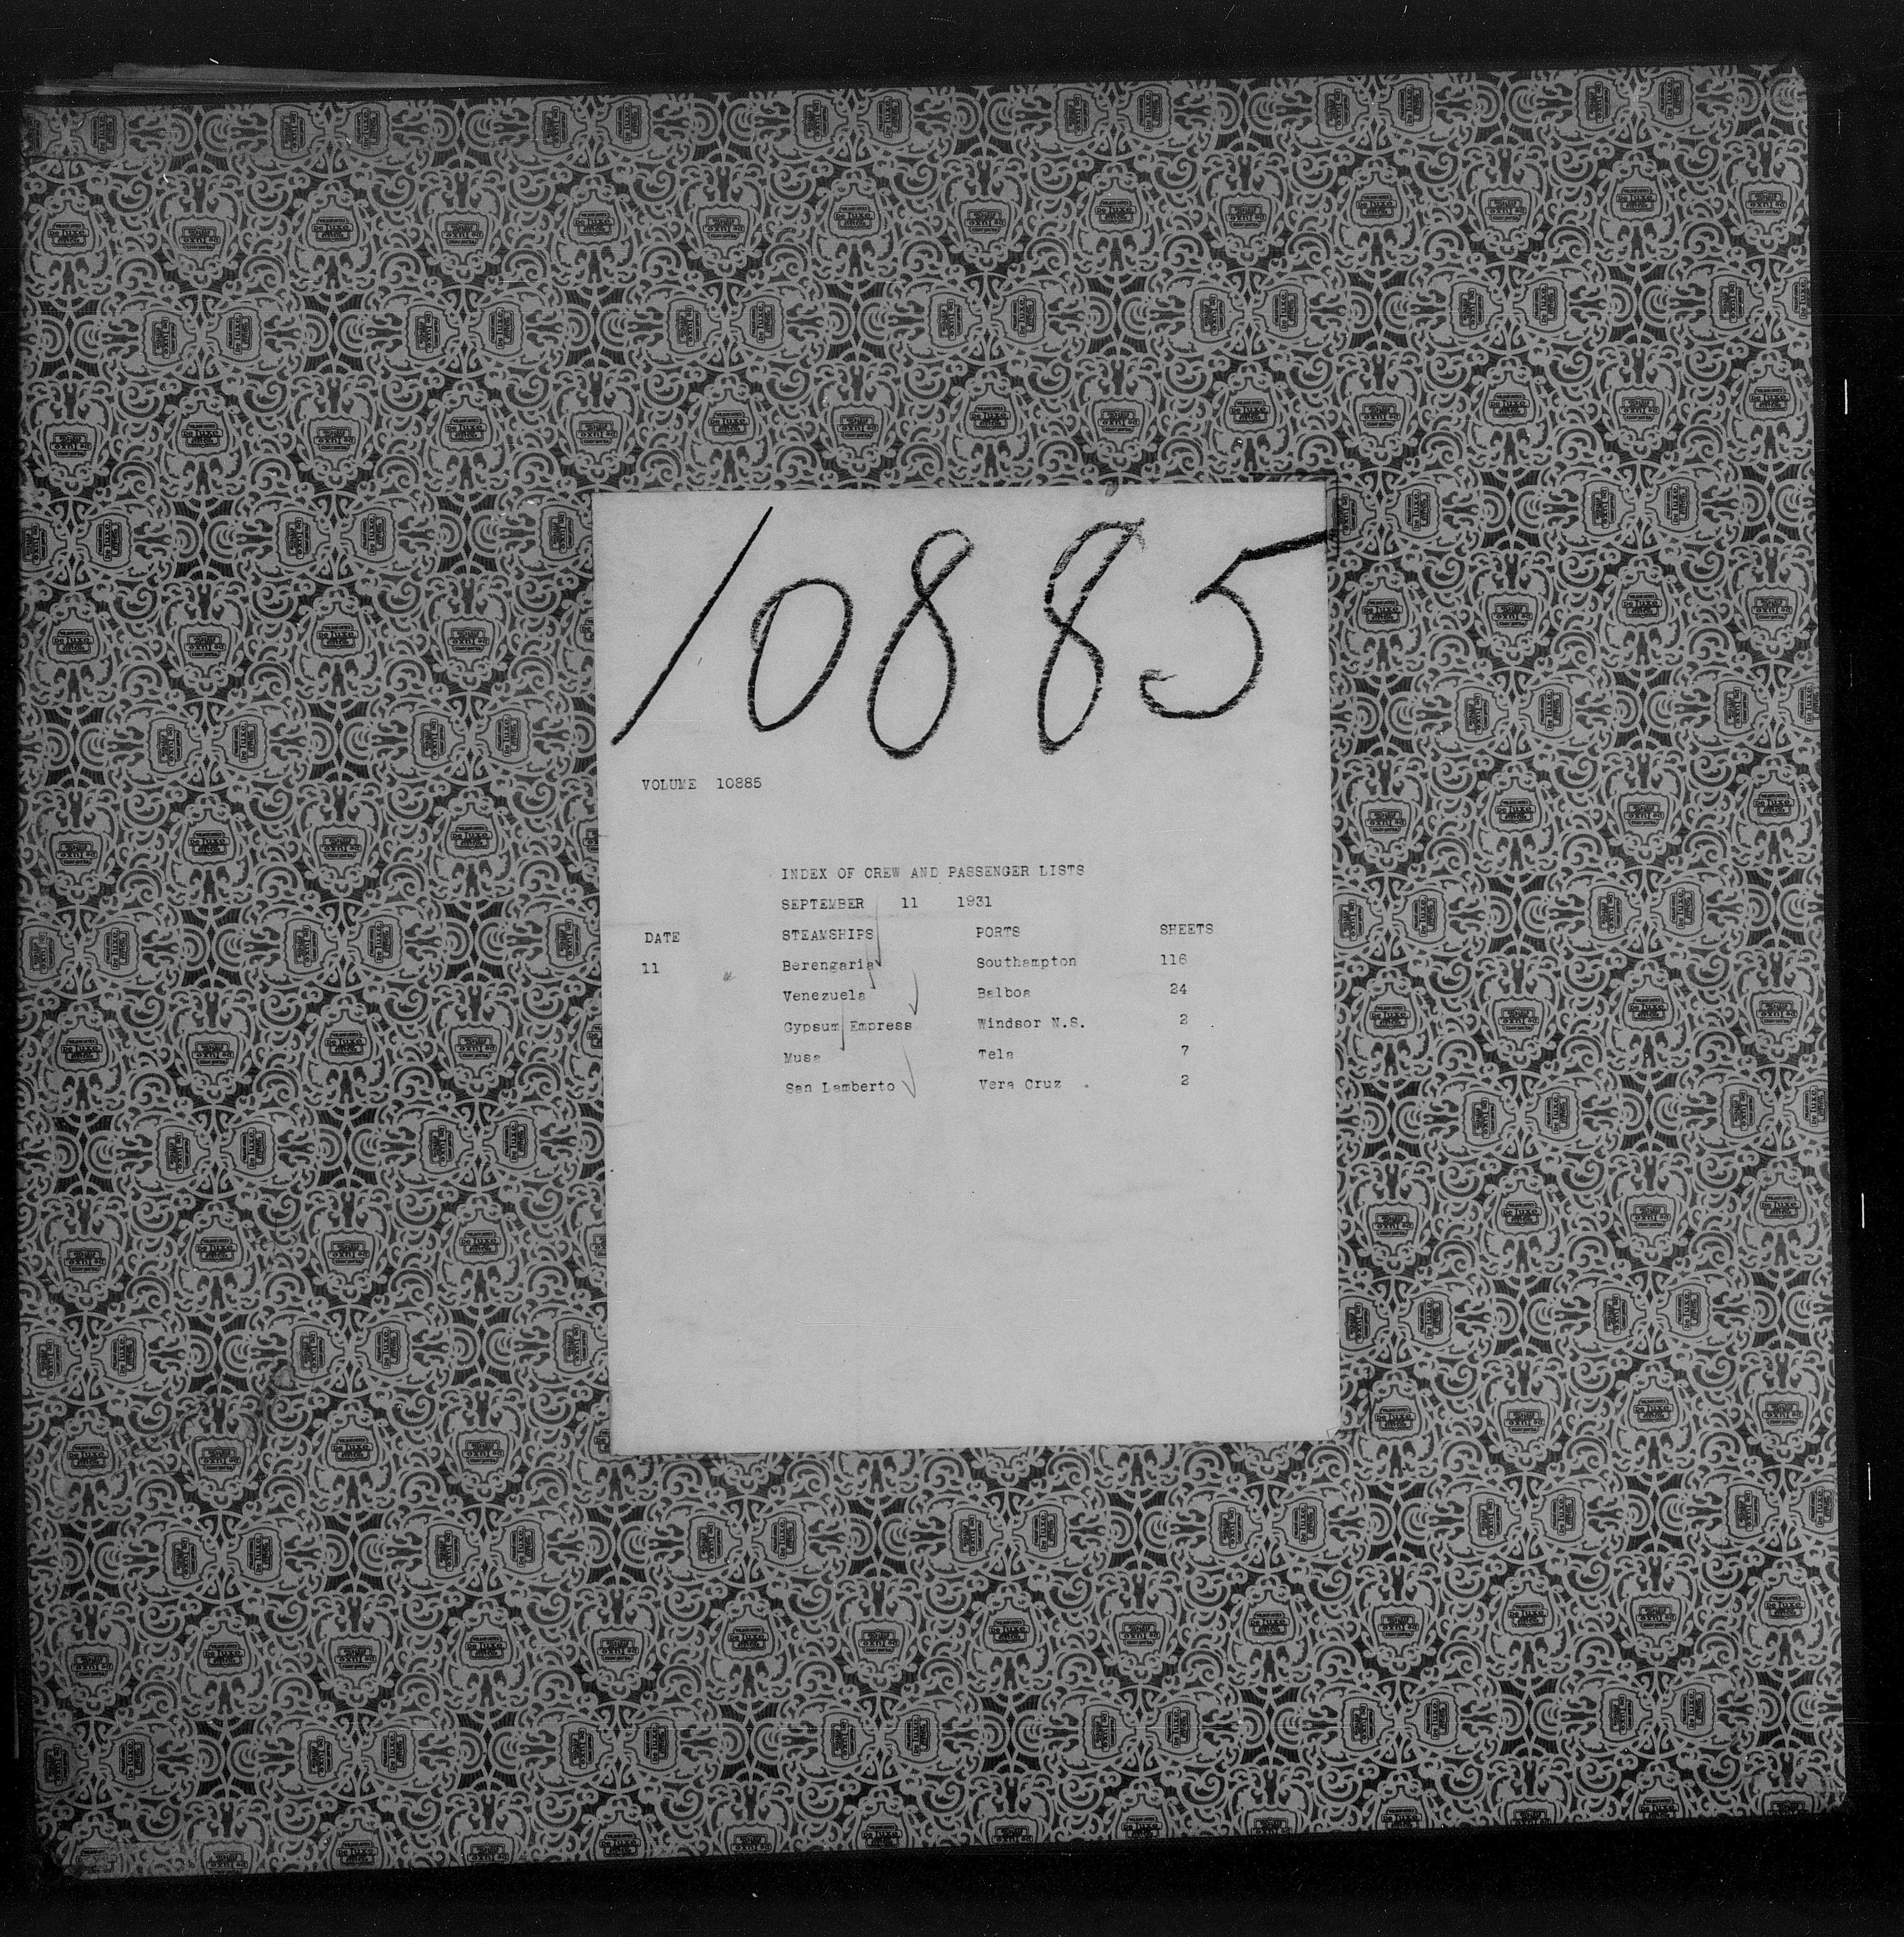 10885
VOLUME 10885
INDEX OF CREW AND PASSENGER LISTS
SEPTEMBER 11 1931
DATE STEAMSHIPS PORTS SHEETS
11 Berengaria Southampton 116
Venezuela Balboa 24
Gypsum Empress Windsor N.S. 2
Musa Tela 7
San Lamberto Vera Cruz 2